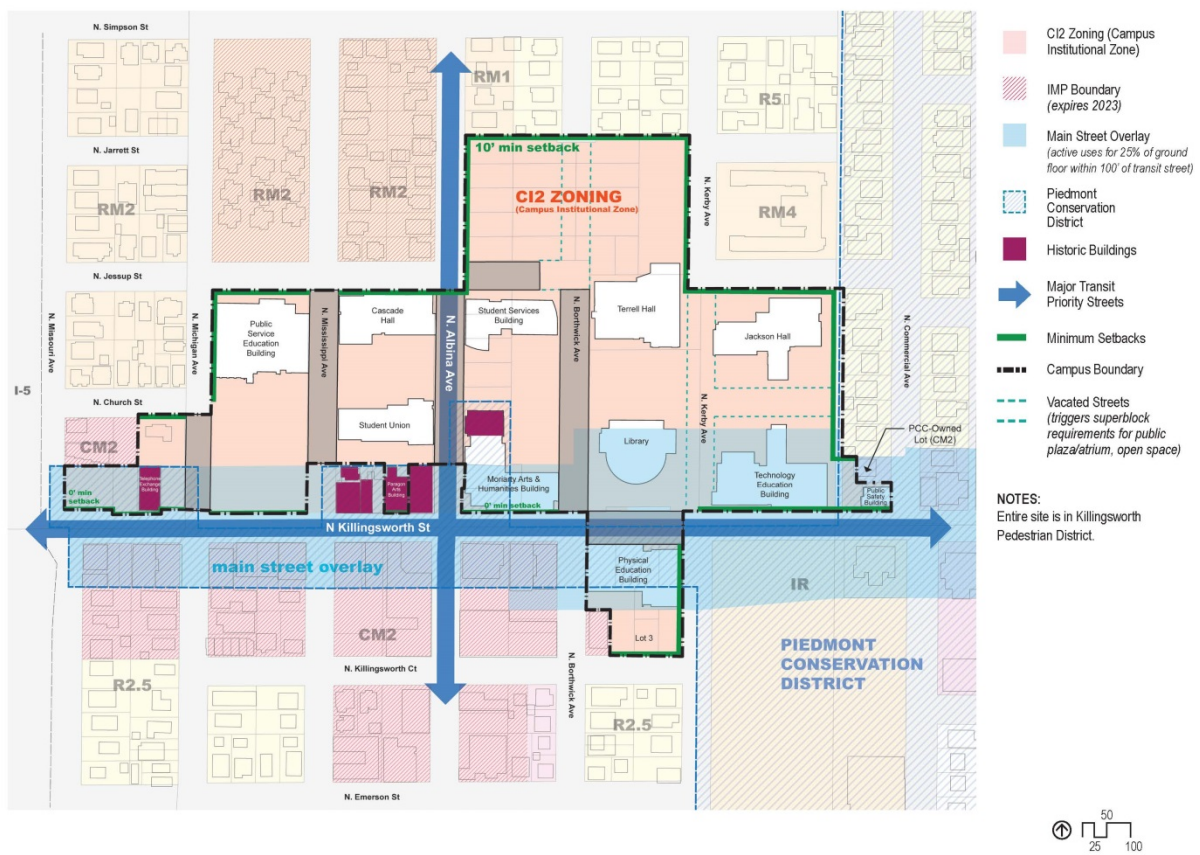 N. Simpson St
RM1
R5
N. Jarrett St
10' min setback
RM2
RM2
RM2
CI2 ZONING
(Campus Institutional Zone)
N. Kerby Ave
RM4
N. Jessup St
N. Missouri Ave
N. Michigan Ave
Public
Service
Education
Building
N. Mississippi Ave
Cascade
Hall
N. Albina Ave
Student Services
Building
N. Borthwick Ave
Terrell Hall
Jackson Hall
N. Commercial Ave
I-5
N. Church St
CM2
Student Union
Library
N. Kerby Ave
PCC-Owned
Lot (CM2)
0' min
setback
Telephone
Exchange
Building
Paragon
Arts
Building
Moriarty Arts &
Humanities Building
0' min setback
Technology
Education
Building
Public
Safety
Building
N Killingsworth St
main street overlay
Physical
Education
Building
IR
CM2
Lot 3
N. Killingsworth Ct
N. Borthwick Ave
PIEDMONT
CONSERVATION
DISTRICT
R2.5
R2.5
N. Emerson St
CI2 Zoning (Campus
Institutional Zone)
IMP Boundary
(expires 2023)
Main Street Overlay
(active uses for 25% of ground
floor within 100' of transit street)
Piedmont
Conservation
District
Historic Buildings
Major Transit
Priority Streets
Minimum Setbacks
Campus Boundary
Vacated Streets
(triggers superblock
requirements for public
plaza/atrium, open space)
NOTES:
Entire site is in Killingsworth
Pedestrian District.
50
25 100